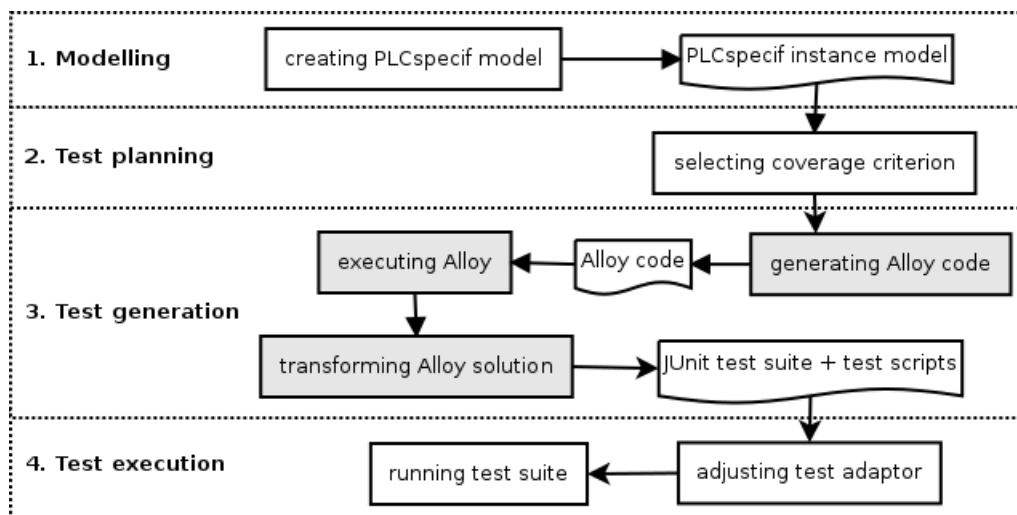 1. Modelling
creating PLCspecif model
PLCspecif instance model
2. Test planning
selecting coverage criterion
3. Test generation
executing Alloy
Alloy code
generating Alloy code
transforming Alloy solution
JUnit test suite + test scripts
4. Test execution
running test suite
adjusting test adaptor